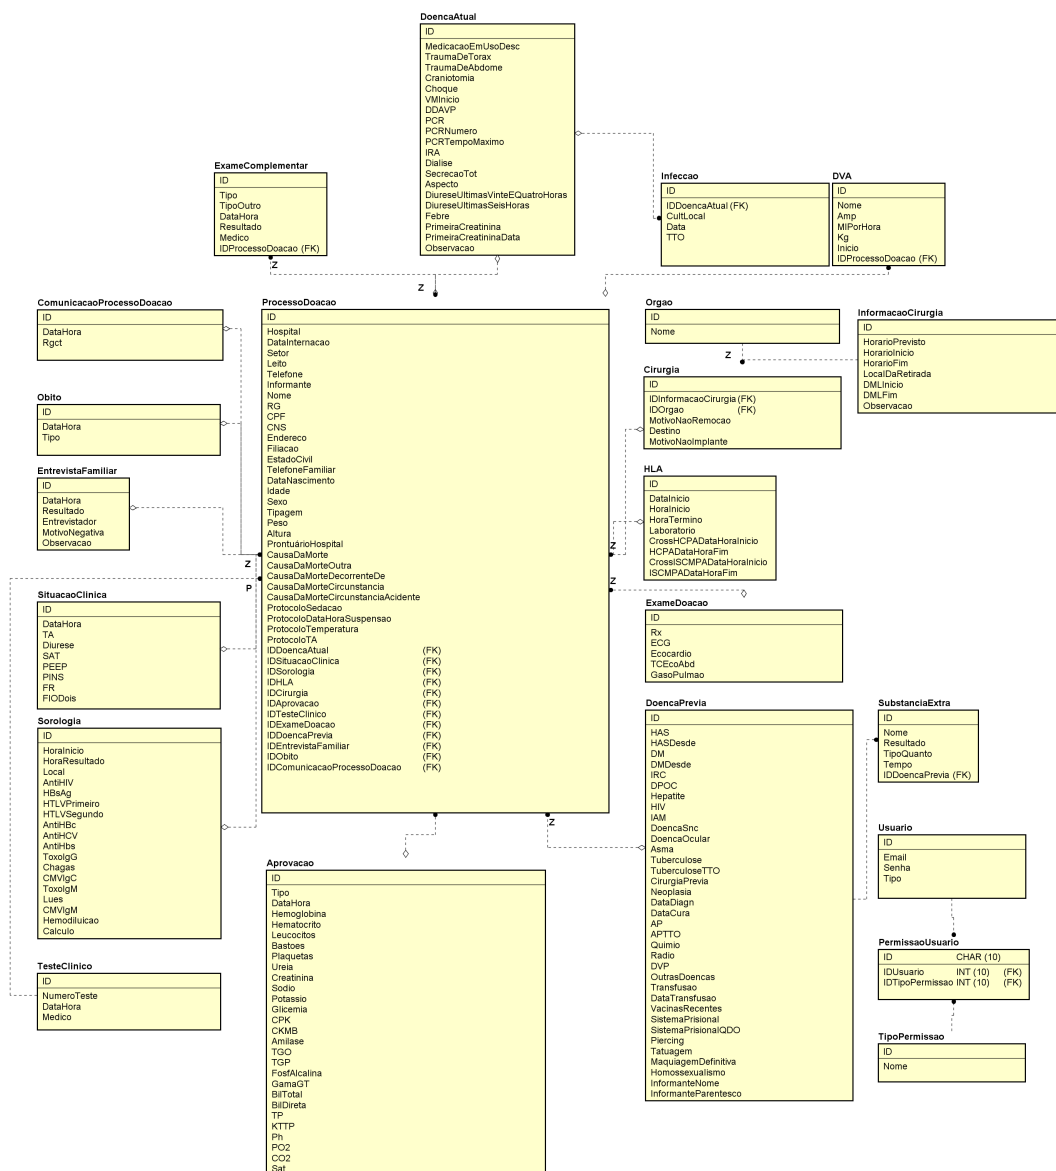 DoencaAtual
ID
MedicacaoEmUsoDesc
TraumaDeTorax
TraumaDeAbdome
Craniotomia
Choque
VMInicio
DDAVP
PCR
PCRNumero
PCRTempoMaximo
IRA
Dialise
SecrecaoTot
Aspecto
DiureseUltimasVinteEQuatroHoras
DiureseUltimasSeisHoras
Febre
PrimeiraCreatinina
PrimeiraCreatininaData
Observacao
ExameComplementar
ID
Tipo
TipoOutro
DataHora
Resultado
Medico
IDProcessoDoacao (FK)
Z
Z
Infeccao
ID
IDDoencaAtual (FK)
CultLocal
Data
TTO
DVA
ID
Nome
Amp
MlPorHora
Kg
Inicio
IDProcessoDoacao (FK)
ComunicacaoProcessoDoacao
ID
DataHora
Rgct
Obito
ID
DataHora
Tipo
EntrevistaFamiliar
ID
DataHora
Resultado
Entrevistador
MotivoNegativa
Observacao
Z
P
SituacaoClinica
ID
DataHora
TA
Diurese
SAT
PEEP
PINS
FR
FIODois
Sorologia
ID
HoraInicio
HoraResultado
Local
AntiHIV
HBsAg
HTLVPrimeiro
HTLVSegundo
AntiHBc
AntiHCV
AntiHbs
ToxoIgG
Chagas
CMVIgC
ToxoIgM
Lues
CMVIgM
Hemodiluicao
Calculo
TesteClinico
ID
NumeroTeste
DataHora
Medico
ProcessoDoacao
ID
Hospital
DataInternacao
Setor
Leito
Telefone
Informante
Nome
RG
CPF
CNS
Endereco
Filiacao
EstadoCivil
TelefoneFamiliar
DataNascimento
Idade
Sexo
Tipagem
Peso
Altura
ProntuárioHospital
CausaDaMorte
CausaDaMorteOutra
CausaDaMorteDecorrenteDe
CausaDaMorteCircunstancia
CausaDaMorteCircunstanciaAcidente
ProtocoloSedacao
ProtocoloDataHoraSuspensao
ProtocoloTemperatura
ProtocoloTA
IDDoencaAtual (FK)
IDSituacaoClinica (FK)
IDSorologia (FK)
IDHLA (FK)
IDCirurgia (FK)
IDAprovacao (FK)
IDTesteClinico (FK)
IDExameDoacao (FK)
IDDoencaPrevia (FK)
IDEntrevistaFamiliar (FK)
IDObito (FK)
IDComunicacaoProcessoDoacao (FK)
Z
Z
Z
Aprovacao
ID
Tipo
DataHora
Hemoglobina
Hematocrito
Leucocitos
Bastoes
Plaquetas
Ureia
Creatinina
Sodio
Potassio
Glicemia
CPK
CKMB
Amilase
TGO
TGP
FosfAlcalina
GamaGT
BilTotal
BilDireta
TP
KTTP
Ph
PO2
CO2
Sat
Orgao
ID
Nome
Z
InformacaoCirurgia
ID
HorarioPrevisto
HorarioInicio
HorarioFim
LocalDaRetirada
DMLInicio
DMLFim
Observacao
Cirurgia
ID
IDInformacaoCirurgia (FK)
IDOrgao (FK)
MotivoNaoRemocao
Destino
MotivoNaoImplante
HLA
ID
DataInicio
HoraInicio
HoraTermino
Laboratorio
CrossHCPADataHoraInicio
HCPADataHoraFim
CrossISCMPADataHoraInicio
ISCMPADataHoraFim
ExameDoacao
ID
Rx
ECG
Ecocardio
TCEcoAbd
GasoPulmao
DoencaPrevia
ID
HAS
HASDesde
DM
DMDesde
IRC
DPOC
Hepatite
HIV
IAM
DoencaSnc
DoencaOcular
Asma
Tuberculose
TuberculoseTTO
CirurgiaPrevia
Neoplasia
DataDiagn
DataCura
AP
APTTO
Quimio
Radio
DVP
OutrasDoencas
Transfusao
DataTransfusao
VacinasRecentes
SistemaPrisional
SistemaPrisionalQDO
Piercing
Tatuagem
MaquiagemDefinitiva
Homossexualismo
InformanteNome
InformanteParentesco
SubstanciaExtra
ID
Nome
Resultado
TipoQuanto
Tempo
IDDoencaPrevia (FK)
Usuario
ID
Email
Senha
Tipo
PermissaoUsuario
ID CHAR (10)
IDUsuario INT (10) (FK)
IDTipoPermissao INT (10) (FK)
TipoPermissao
ID
Nome